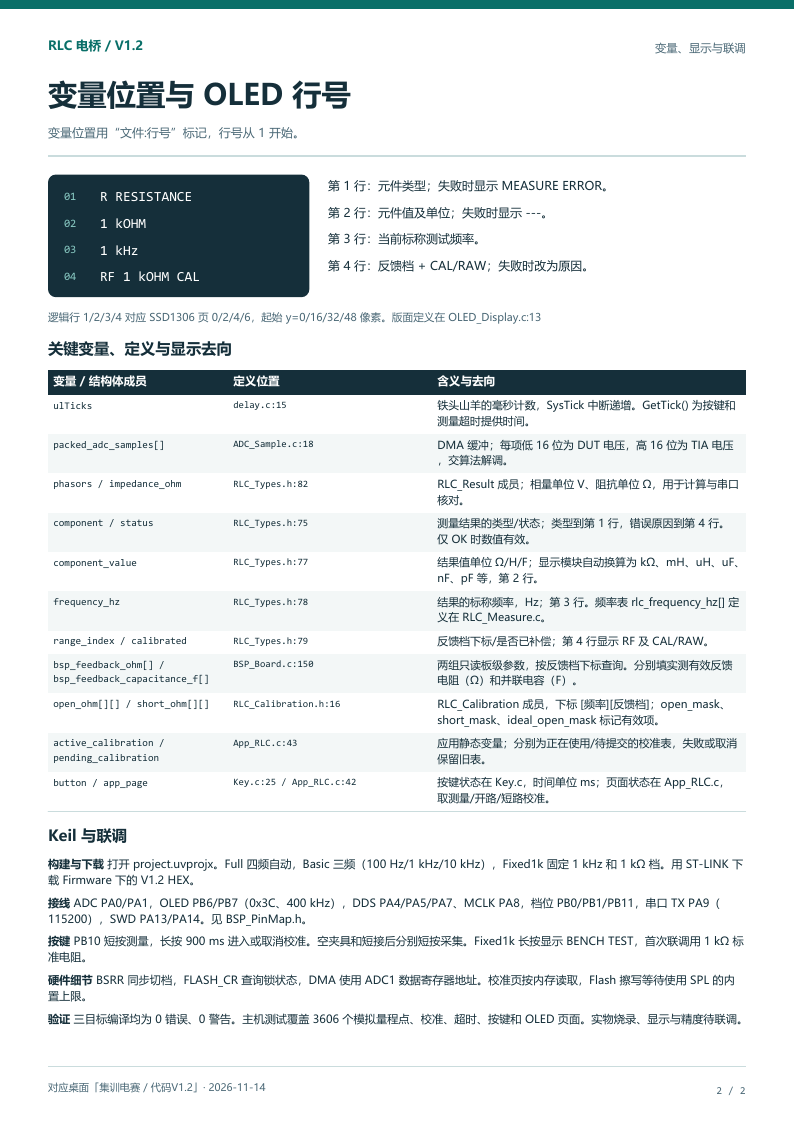 RLC 电桥 / V1.2
变量、显示与联调
变量位置与 OLED 行号
变量位置用“文件:行号”标记，行号从 1 开始。
01 R RESISTANCE
02 1 kOHM
03 1 kHz
04 RF 1 kOHM CAL
第 1 行：元件类型；失败时显示 MEASURE ERROR。
第 2 行：元件值及单位；失败时显示 ---。
第 3 行：当前标称测试频率。
第 4 行：反馈档 + CAL/RAW；失败时改为原因。
逻辑行 1/2/3/4 对应 SSD1306 页 0/2/4/6，起始 y=0/16/32/48 像素。版面定义在 OLED_Display.c:13
关键变量、定义与显示去向
变量 / 结构体成员 定义位置 含义与去向
ulTicks delay.c:15 铁头山羊的毫秒计数，SysTick 中断递增。GetTick() 为按键和
测量超时提供时间。
packed_adc_samples[] ADC_Sample.c:18 DMA 缓冲；每项低 16 位为 DUT 电压，高 16 位为 TIA 电压
，交算法解调。
phasors / impedance_ohm RLC_Types.h:82 RLC_Result 成员；相量单位 V、阻抗单位 Ω，用于计算与串口
核对。
component / status RLC_Types.h:75 测量结果的类型/状态；类型到第 1 行，错误原因到第 4 行。
仅 OK 时数值有效。
component_value RLC_Types.h:77 结果值单位 Ω/H/F；显示模块自动换算为 kΩ、mH、uH、uF、
nF、pF 等，第 2 行。
frequency_hz RLC_Types.h:78 结果的标称频率，Hz；第 3 行。频率表 rlc_frequency_hz[] 定
义在 RLC_Measure.c。
range_index / calibrated RLC_Types.h:79 反馈档下标/是否已补偿；第 4 行显示 RF 及 CAL/RAW。
bsp_feedback_ohm[] / BSP_Board.c:150 两组只读板级参数，按反馈档下标查询。分别填实测有效反馈
bsp_feedback_capacitance_f[] 电阻（Ω）和并联电容（F）。
open_ohm[][] / short_ohm[][] RLC_Calibration.h:16 RLC_Calibration 成员，下标 [频率][反馈档]；open_mask、
short_mask、ideal_open_mask 标记有效项。
active_calibration / App_RLC.c:43 应用静态变量；分别为正在使用/待提交的校准表，失败或取消
pending_calibration 保留旧表。
button / app_page Key.c:25 / App_RLC.c:42 按键状态在 Key.c，时间单位 ms；页面状态在 App_RLC.c，
取测量/开路/短路校准。
Keil 与联调
构建与下载 打开 project.uvprojx。Full 四频自动，Basic 三频（100 Hz/1 kHz/10 kHz），Fixed1k 固定 1 kHz 和 1 kΩ 档。用 ST-LINK 下
载 Firmware 下的 V1.2 HEX。
接线 ADC PA0/PA1，OLED PB6/PB7（0x3C、400 kHz），DDS PA4/PA5/PA7、MCLK PA8，档位 PB0/PB1/PB11，串口 TX PA9（
115200），SWD PA13/PA14。见 BSP_PinMap.h。
按键 PB10 短按测量，长按 900 ms 进入或取消校准。空夹具和短接后分别短按采集。Fixed1k 长按显示 BENCH TEST，首次联调用 1 kΩ 标
准电阻。
硬件细节 BSRR 同步切档，FLASH_CR 查询锁状态，DMA 使用 ADC1 数据寄存器地址。校准页按内存读取，Flash 擦写等待使用 SPL 的内
置上限。
验证 三目标编译均为 0 错误、0 警告。主机测试覆盖 3606 个模拟量程点、校准、超时、按键和 OLED 页面。实物烧录、显示与精度待联调。
对应桌面「集训电赛 / 代码V1.2」· 2026-11-14
2 / 2